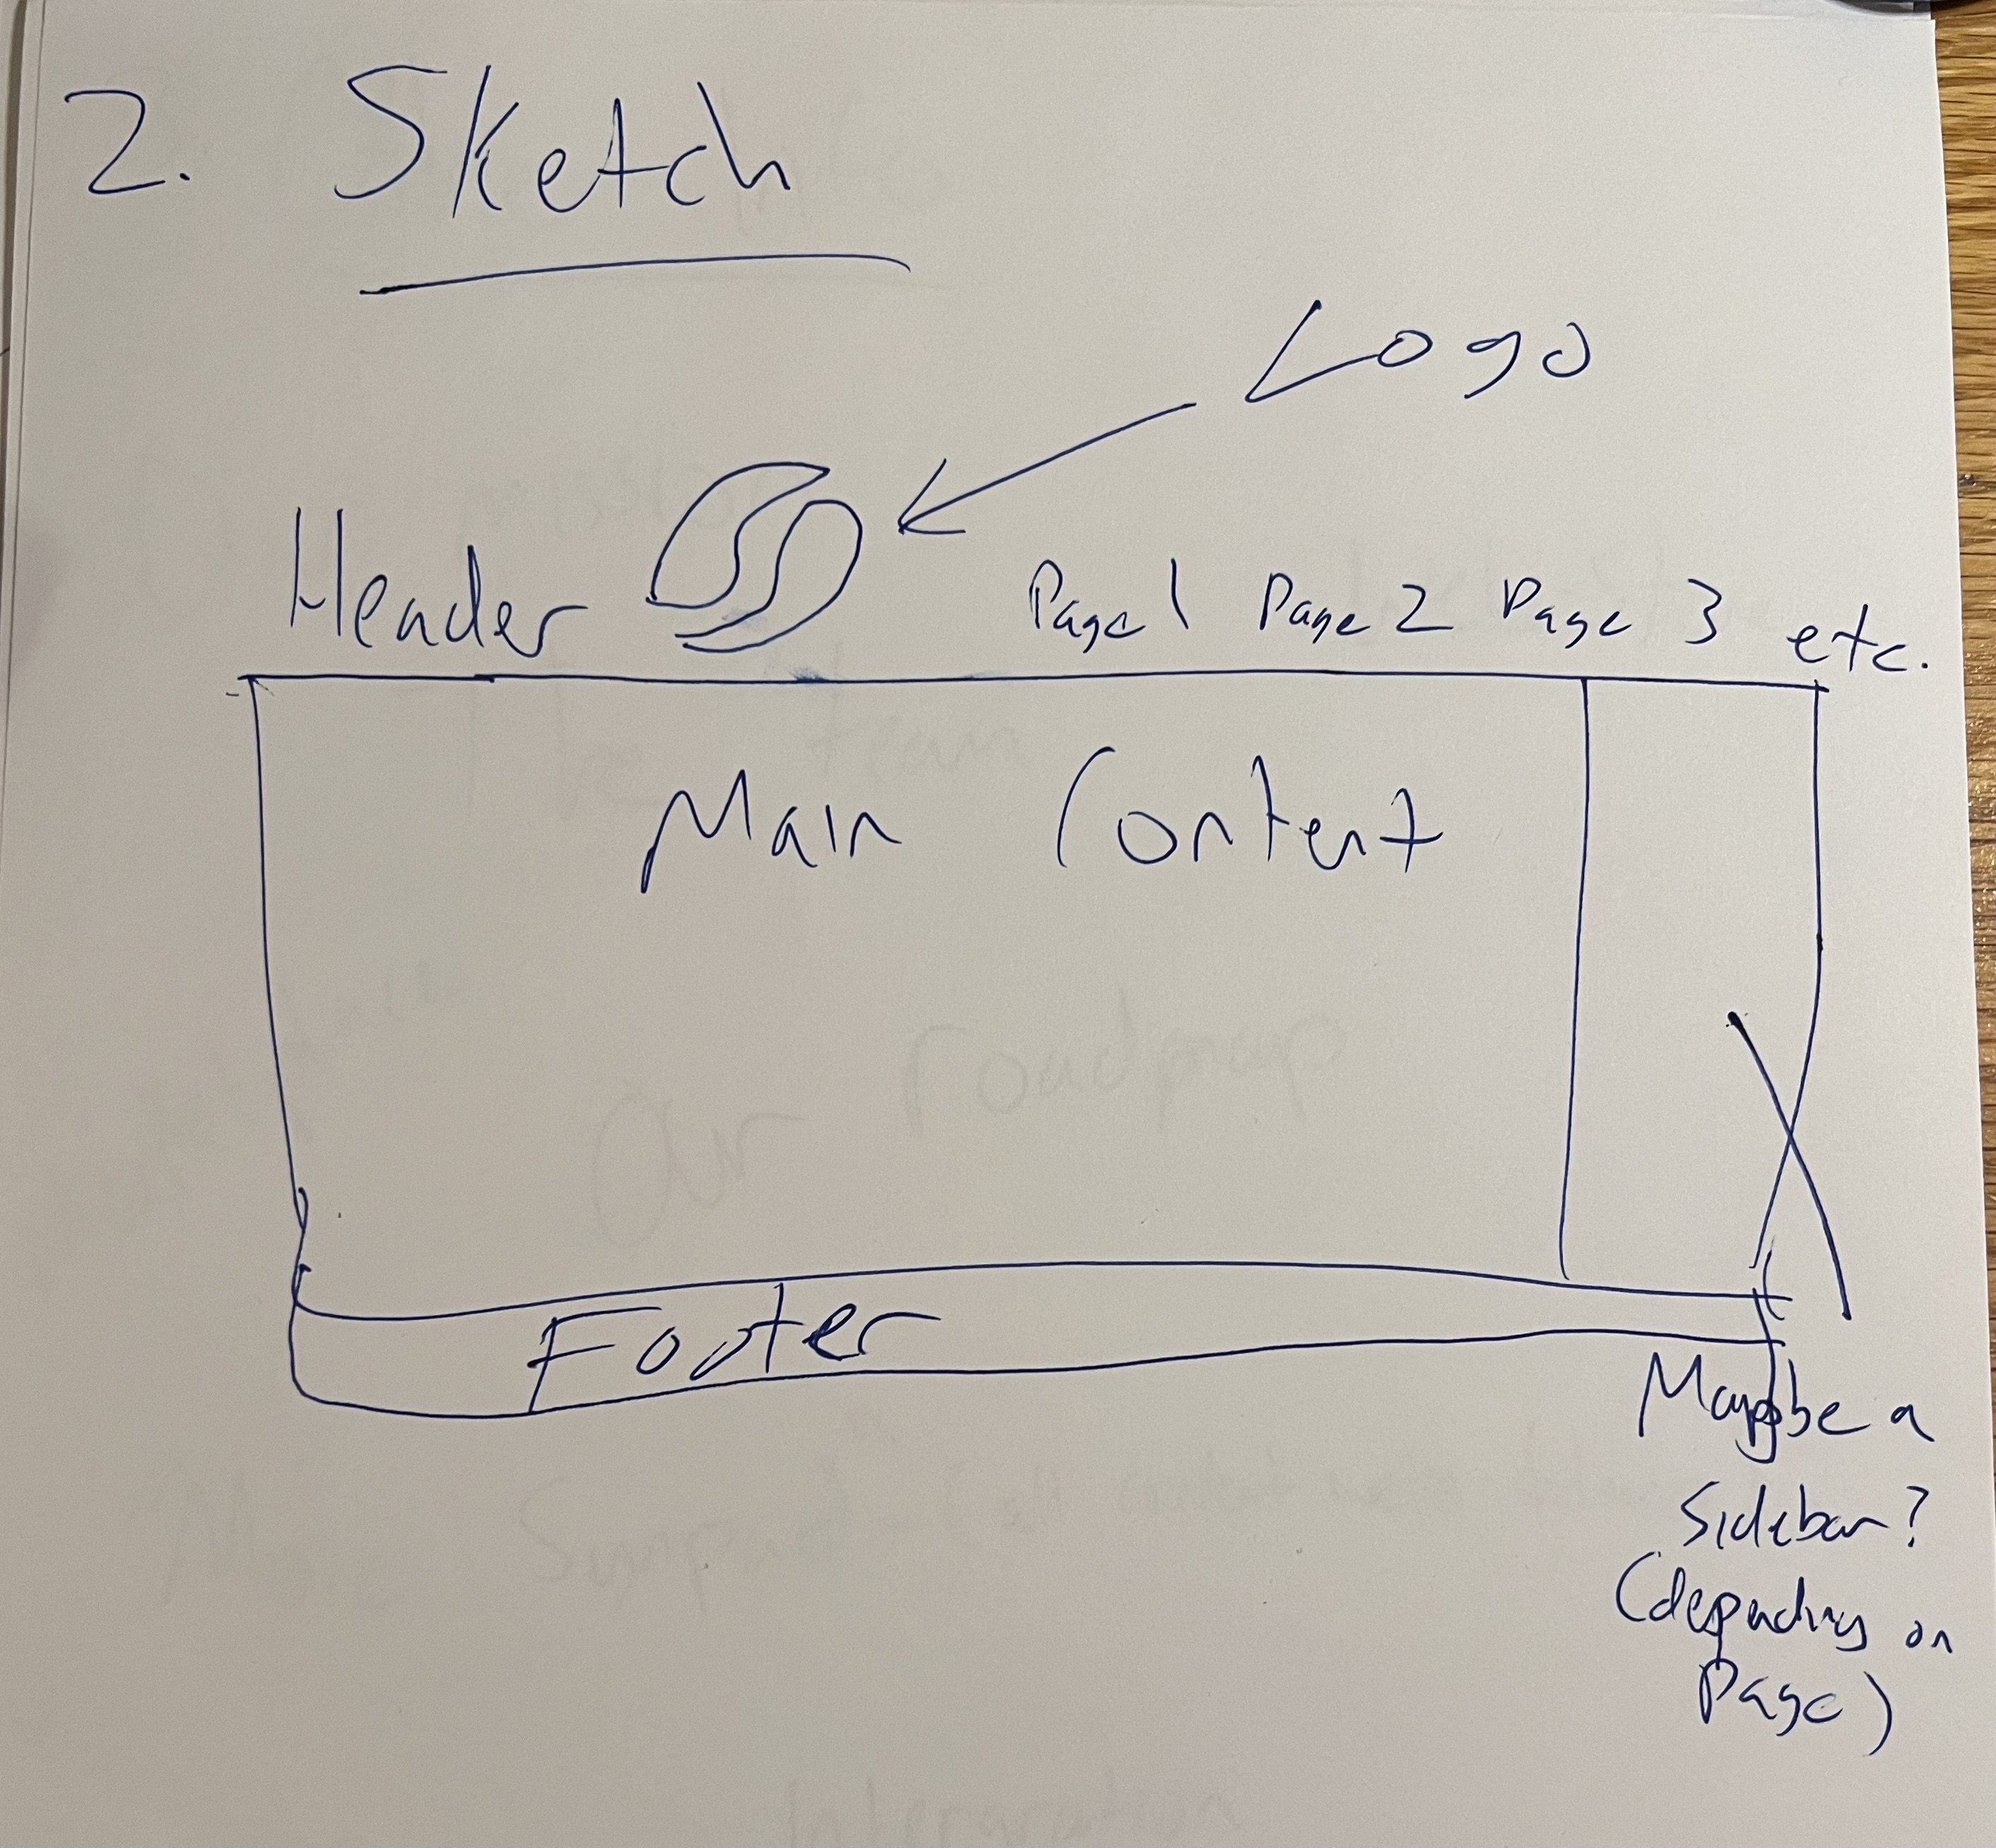 2. Sketch
Logo
Header
Page 1 Page 2 Page 3 etc.
Main Content
Footer
Maybe a
Sidebar?
(depending on
Page)